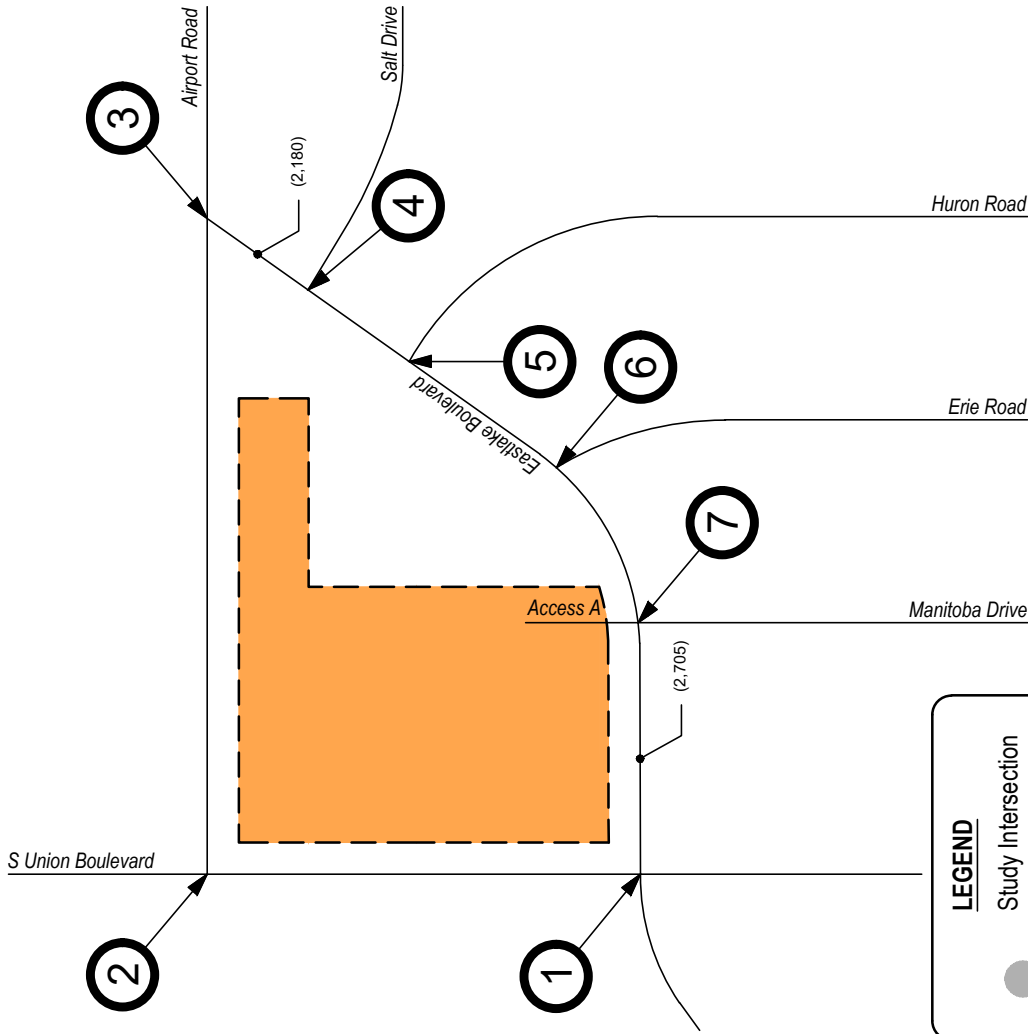 Airport Road
Salt Drive
3
(2,180)
4
Huron Road
5
Eastlake Boulevard
6
Erie Road
7
Access A
Manitoba Drive
(2,705)
S Union Boulevard
2
1
LEGEND
Study Intersection